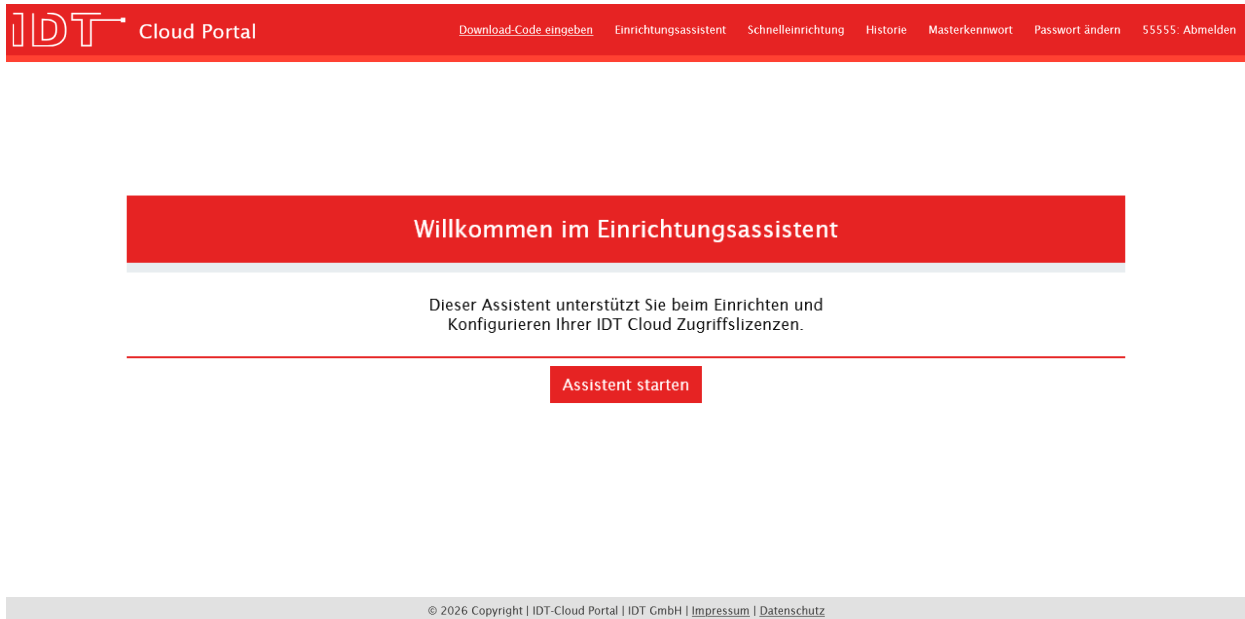 IDT Cloud Portal Download-Code eingeben Einrichtungsassistent Schnelleinrichtung Historie Masterkennwort Passwort ändern 55555: Abmelden
Willkommen im Einrichtungsassistent
Dieser Assistent unterstützt Sie beim Einrichten und
Konfigurieren Ihrer IDT Cloud Zugriffslizenzen.
Assistent starten
© 2026 Copyright | IDT-Cloud Portal | IDT GmbH | Impressum | Datenschutz